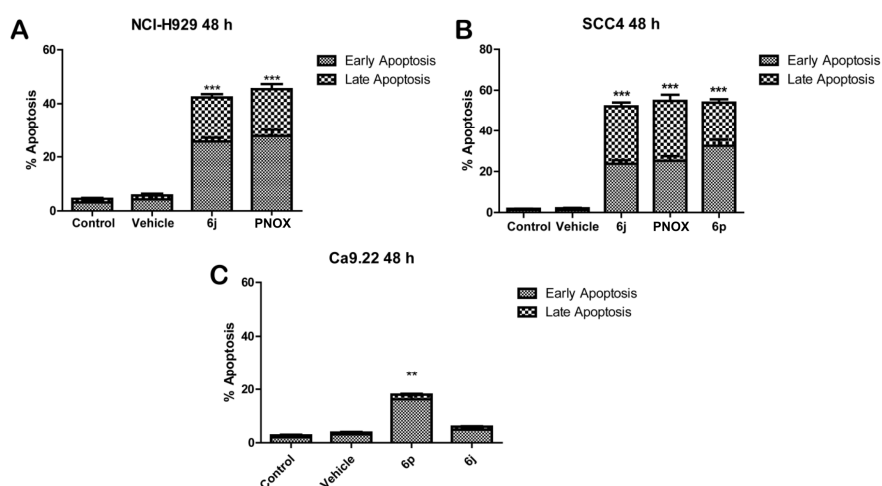 A
NCI-H929 48 h
% Apoptosis
60
40
20
0
Control
Vehicle
6j
PNOX
***
***
Early Apoptosis
Late Apoptosis
B
SCC4 48 h
% Apoptosis
80
60
40
20
0
Control
Vehicle
6j
PNOX
6p
***
***
***
Early Apoptosis
Late Apoptosis
C
Ca9.22 48 h
% Apoptosis
60
40
20
0
Control
Vehicle
6p
6j
**
Early Apoptosis
Late Apoptosis